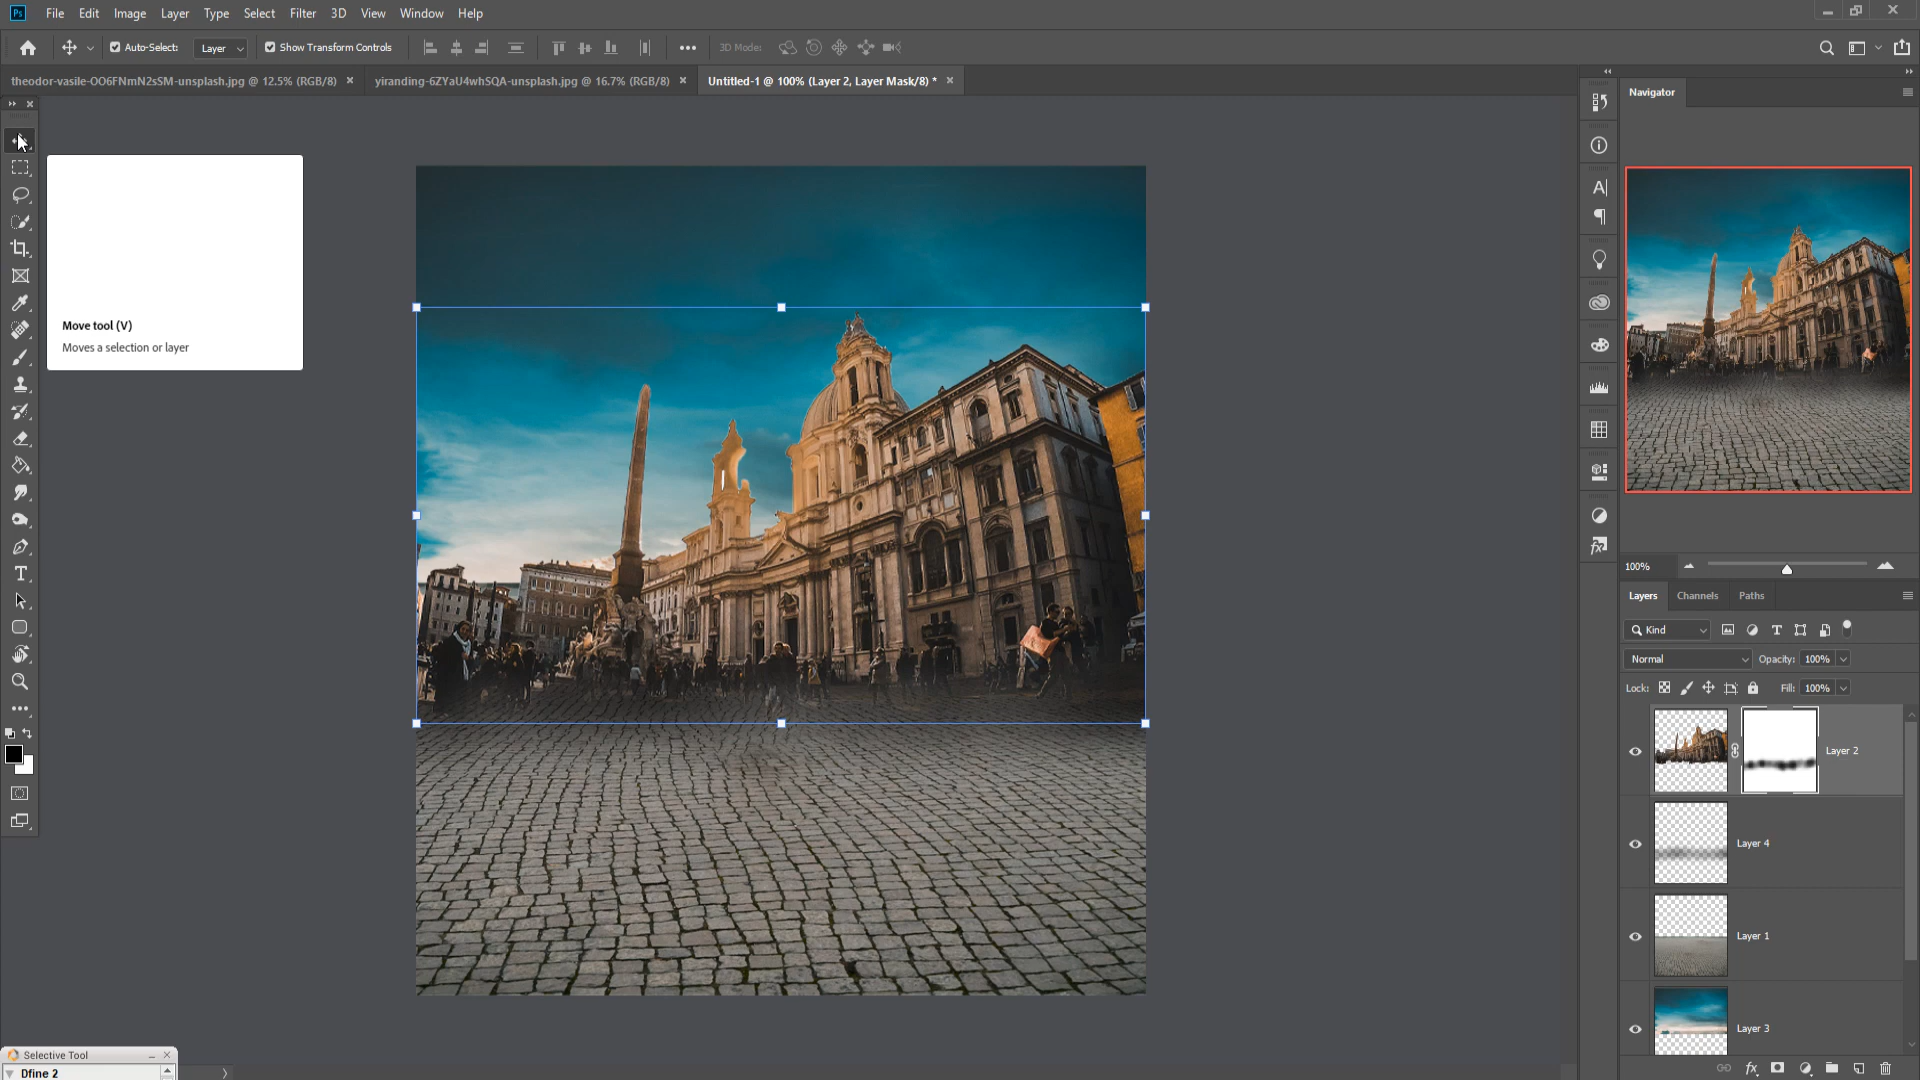 Ps File Edit Image Layer Type Select Filter 3D View Window Help
Auto-Select: Layer Show Transform Controls 3D Mode:
theodor-vasile-OO6FNmN2sSM-unsplash.jpg @ 12.5% (RGB/8) yiranding-6ZYaU4whSQA-unsplash.jpg @ 16.7% (RGB/8) Untitled-1 @ 100% (Layer 2, Layer Mask/8) *
Navigator
Move tool (V)
Moves a selection or layer
100%
Layers Channels Paths
Kind
Normal Opacity: 100%
Lock: Fill: 100%
Layer 2
Layer 4
Layer 1
Layer 3
Selective Tool
Dfine 2